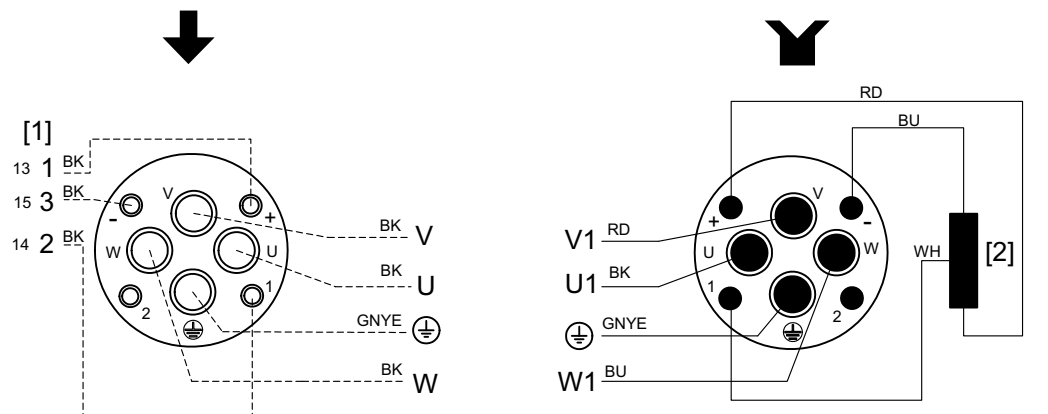 RD
BU
[1]
13 1 BK
15 3 BK
14 2 BK
V
+
-
W
U
2
1
BK V
BK U
GNYE
BK W
V
+
-
U
W
1
2
V1 RD
U1 BK
GNYE
W1 BU
WH
[2]